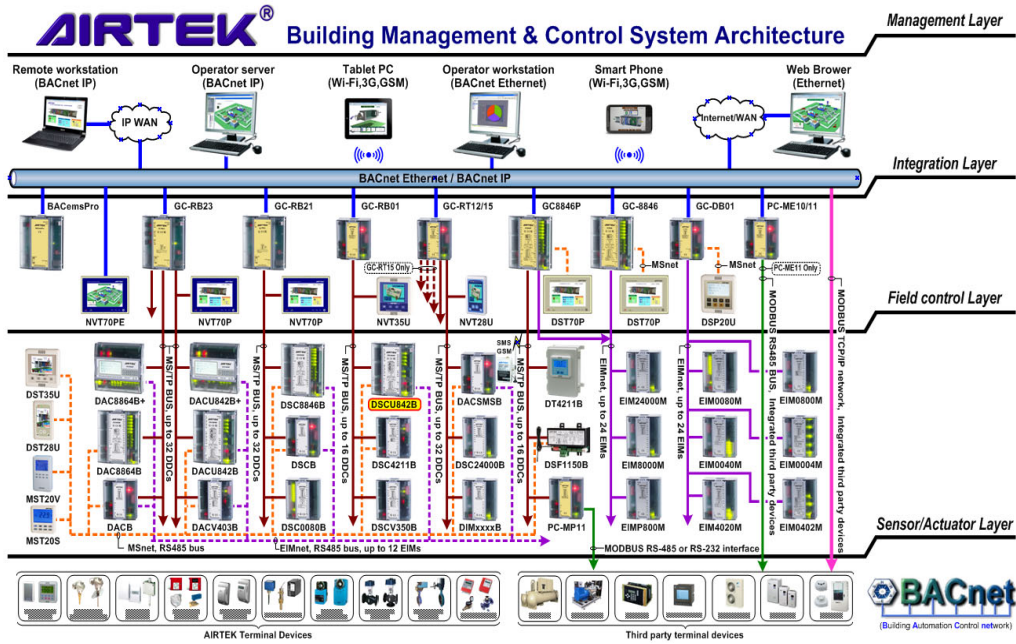 AIRTEK®
Building Management & Control System Architecture
Management Layer
Remote workstation
(BACnet IP)
Operator server
(BACnet IP)
Tablet PC
(Wi-Fi,3G,GSM)
Operator workstation
(BACnet Ethernet)
Smart Phone
(Wi-Fi,3G,GSM)
Web Brower
(Ethernet)
IP WAN
Internet/WAN
Integration Layer
BACnet Ethernet / BACnet IP
BACemsPro
GC-RB23
GC-RB21
GC-RB01
GC-RT12/15
GC8846P
GC-8846
GC-DB01
PC-ME10/11
GC-RT15 Only
MSnet
MSnet
PC-ME11 Only
NVT70PE
NVT70P
NVT70P
NVT35U
NVT28U
DST70P
DST70P
DSP20U
Field control Layer
MS/TP BUS, up to 32 DDCs
MS/TP BUS, up to 32 DDCs
MS/TP BUS, up to 16 DDCs
MS/TP BUS, up to 32 DDCs
MS/TP BUS, up to 16 DDCs
EIMnet, up to 24 EIMs
EIMnet, up to 24 EIMs
MODBUS RS485 BUS, Integrated third party devices
MODBUS TCP/IP network, Integrated third party devices
SMS
GSM
DST35U
DAC8864B+
DACU842B+
DSC8846B
DSCU842B
DACSMSB
DT4211B
EIM24000M
EIM0080M
EIM0800M
DST28U
DAC8864B
DACU842B
DSCB
DSC4211B
DSC24000B
DSF1150B
EIM8000M
EIM0040M
EIM0004M
MST20V
MST20S
DACB
DACV403B
DSC0080B
DSCV350B
DIMxxxxB
PC-MP11
EIMP800M
EIM4020M
EIM0402M
Sensor/Actuator Layer
MSnet, RS485 bus
EIMnet, RS485 bus, up to 12 EIMs
MODBUS RS-485 or RS-232 interface
AIRTEK Terminal Devices
Third party terminal devices
BACnet
(Building Automation Control network)